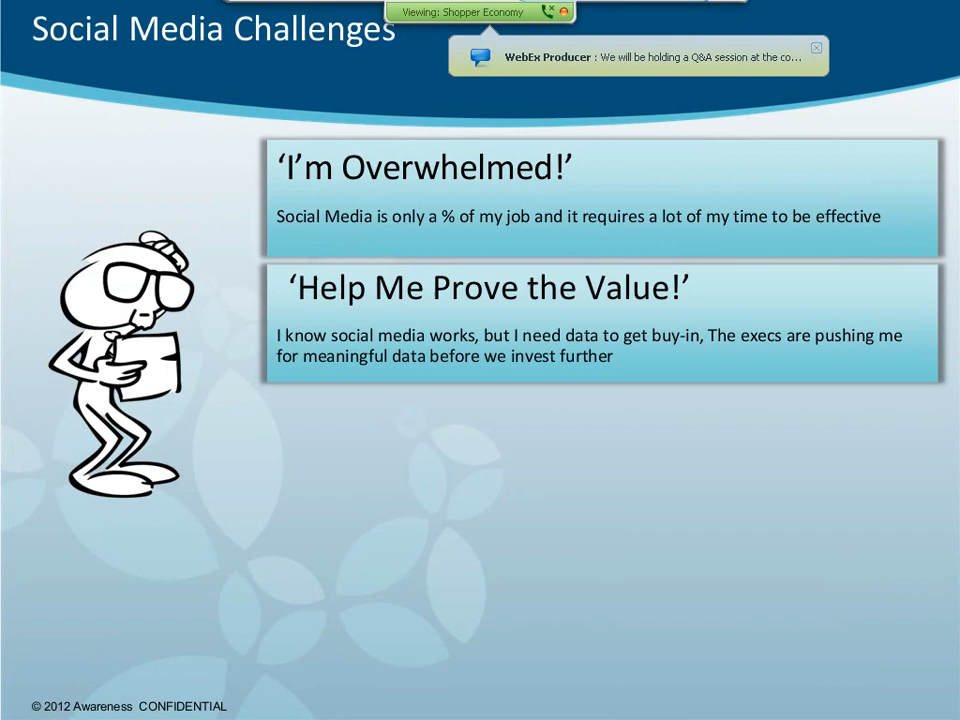 Viewing: Shopper Economy
Social Media Challenges
WebEx Producer : We will be holding a Q&A session at the co...
‘I’m Overwhelmed!’
Social Media is only a % of my job and it requires a lot of my time to be effective
‘Help Me Prove the Value!’
I know social media works, but I need data to get buy-in, The execs are pushing me
for meaningful data before we invest further
© 2012 Awareness CONFIDENTIAL